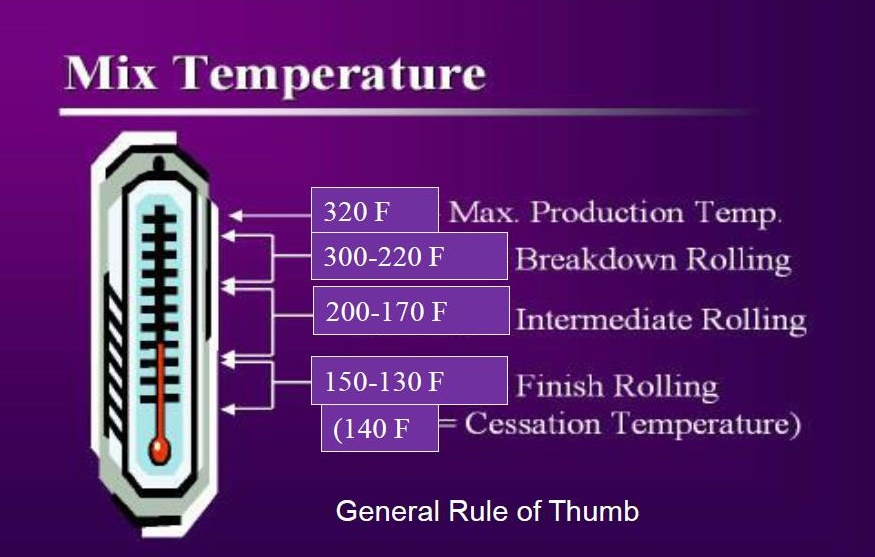 Mix Temperature
320 F Max. Production Temp.
300-220 F Breakdown Rolling
200-170 F Intermediate Rolling
150-130 F Finish Rolling
(140 F = Cessation Temperature)
General Rule of Thumb